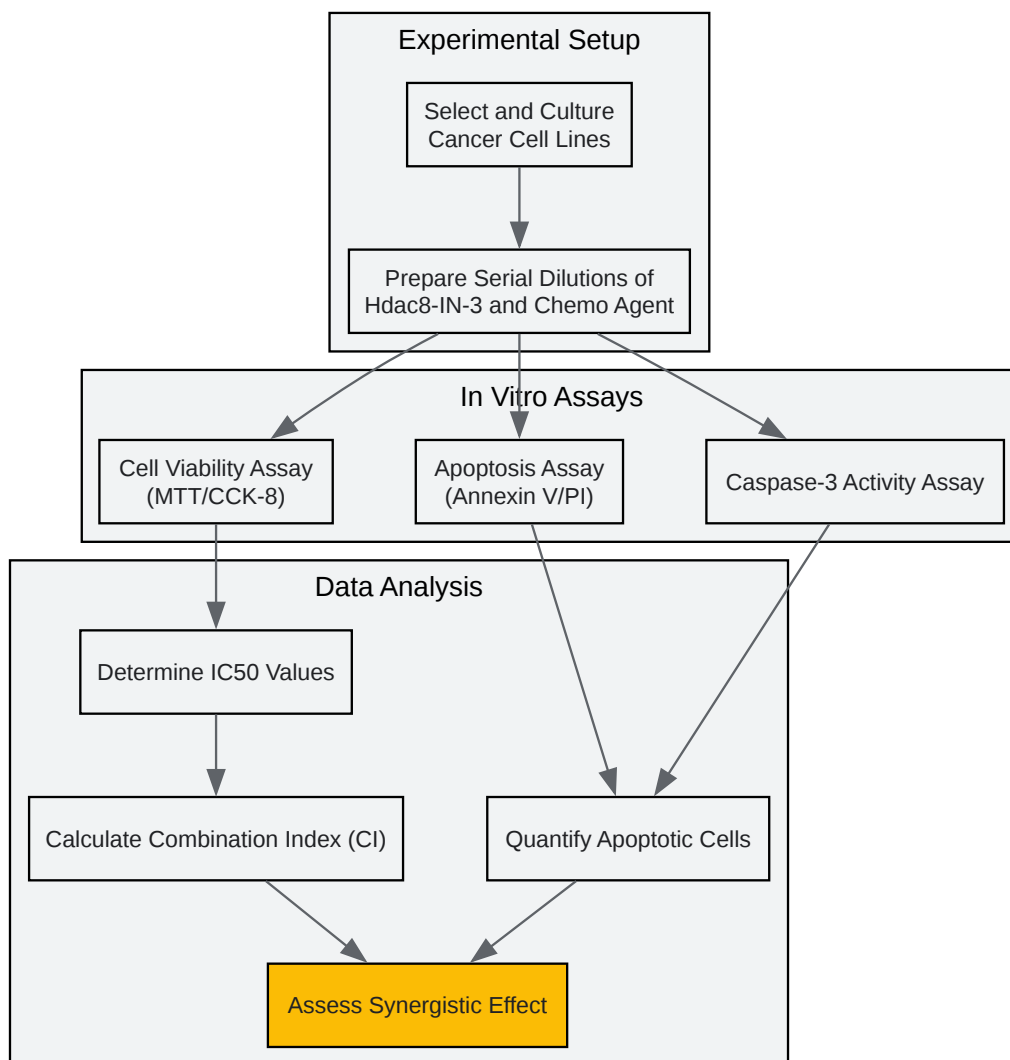 Experimental Setup
Select and Culture
Cancer Cell Lines
Prepare Serial Dilutions of
Hdac8-IN-3 and Chemo Agent
In Vitro Assays
Cell Viability Assay
(MTT/CCK-8)
Apoptosis Assay
(Annexin V/PI)
Caspase-3 Activity Assay
Data Analysis
Determine IC50 Values
Calculate Combination Index (CI)
Quantify Apoptotic Cells
Assess Synergistic Effect